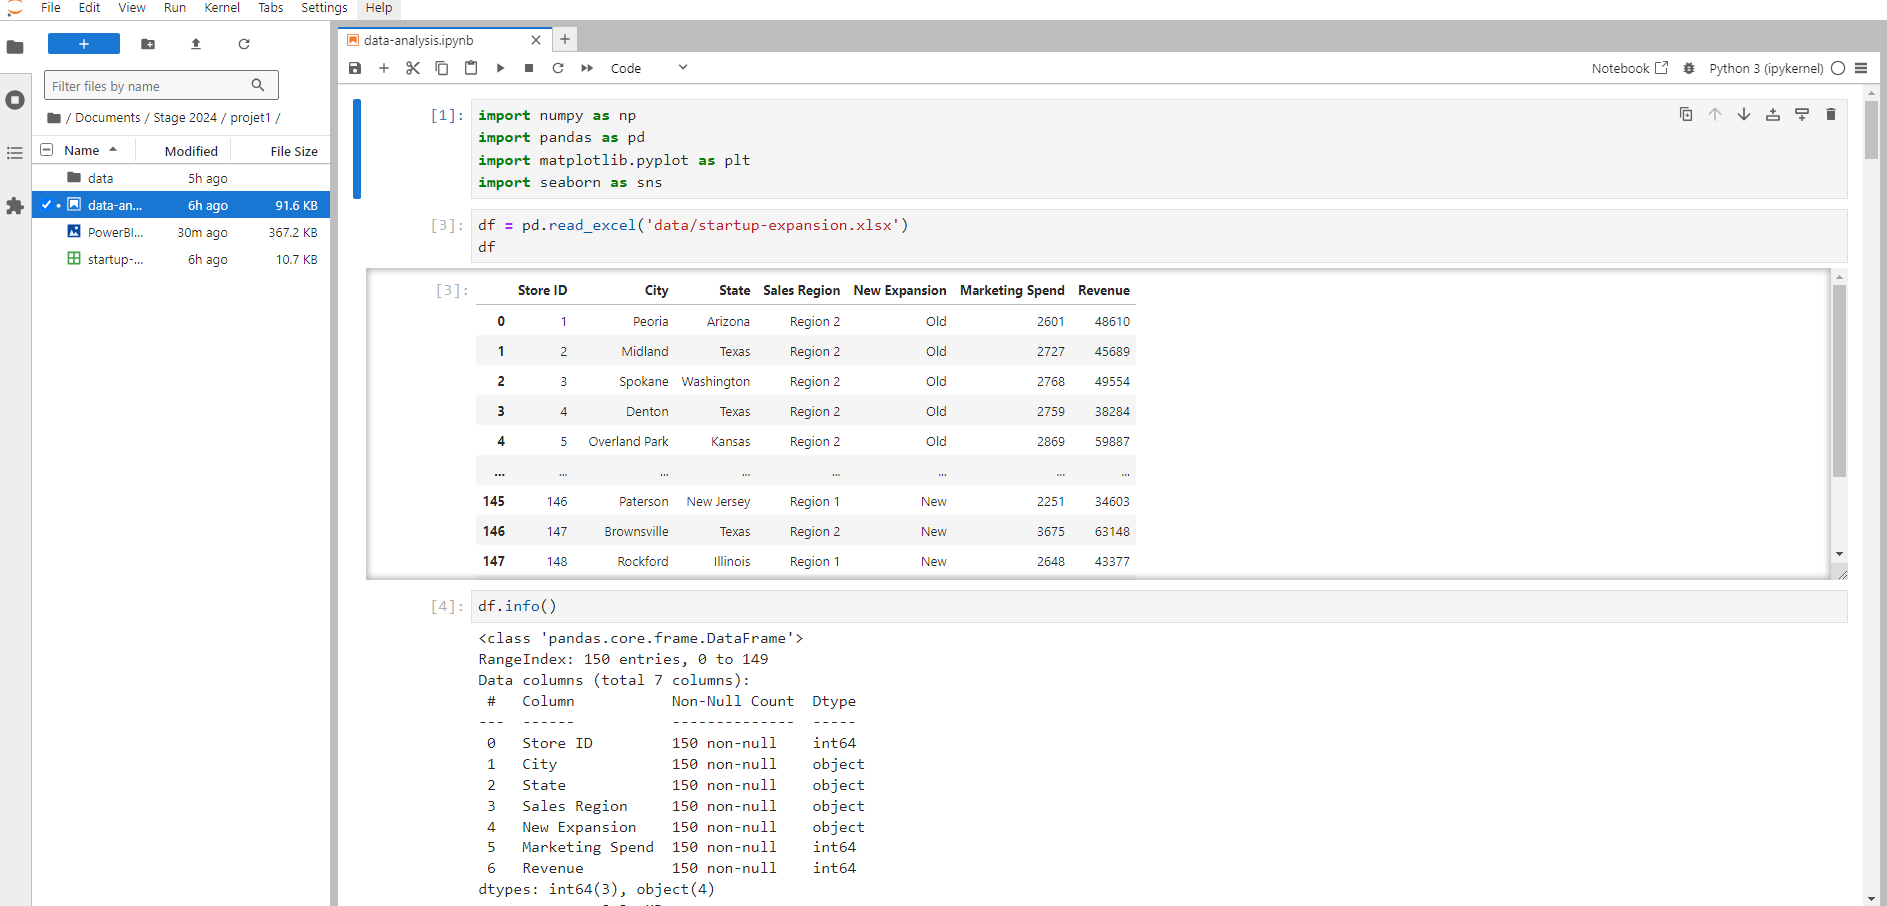 File Edit View Run Kernel Tabs Settings Help
+
Filter files by name
/ Documents / Stage 2024 / projet1 /
Name Modified File Size
data 5h ago
data-an... 6h ago 91.6 KB
PowerBI... 30m ago 367.2 KB
startup-... 6h ago 10.7 KB
data-analysis.ipynb
Code
Notebook
Python 3 (ipykernel)
[1]: import numpy as np
import pandas as pd
import matplotlib.pyplot as plt
import seaborn as sns
[3]: df = pd.read_excel('data/startup-expansion.xlsx')
df
[3]: Store ID City State Sales Region New Expansion Marketing Spend Revenue
0 1 Peoria Arizona Region 2 Old 2601 48610
1 2 Midland Texas Region 2 Old 2727 45689
2 3 Spokane Washington Region 2 Old 2768 49554
3 4 Denton Texas Region 2 Old 2759 38284
4 5 Overland Park Kansas Region 2 Old 2869 59887
... ... ... ... ... ... ... ...
145 146 Paterson New Jersey Region 1 New 2251 34603
146 147 Brownsville Texas Region 2 New 3675 63148
147 148 Rockford Illinois Region 1 New 2648 43377
[4]: df.info()
<class 'pandas.core.frame.DataFrame'>
RangeIndex: 150 entries, 0 to 149
Data columns (total 7 columns):
# Column Non-Null Count Dtype
--- ------ -------------- -----
0 Store ID 150 non-null int64
1 City 150 non-null object
2 State 150 non-null object
3 Sales Region 150 non-null object
4 New Expansion 150 non-null object
5 Marketing Spend 150 non-null int64
6 Revenue 150 non-null int64
dtypes: int64(3), object(4)